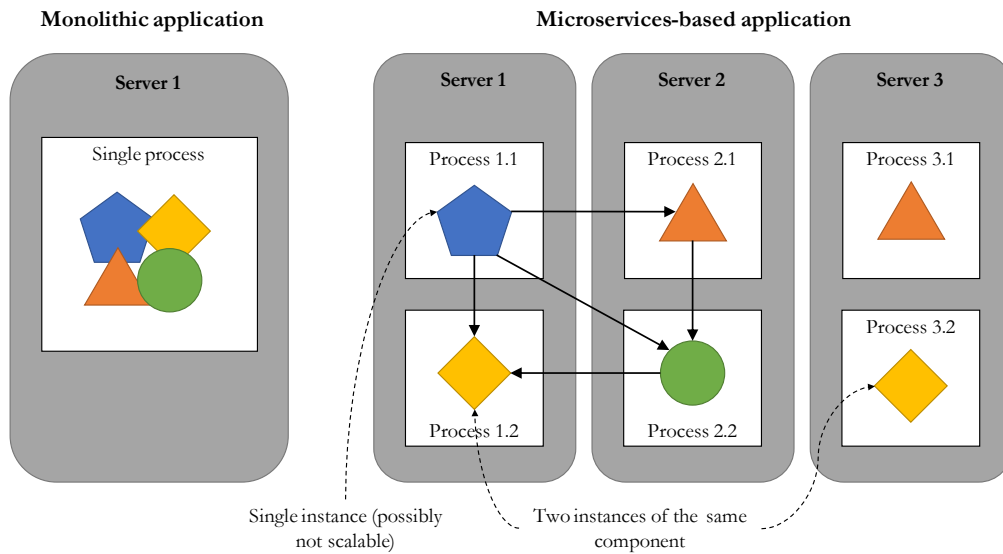 Monolithic application
Microservices-based application
Server 1
Server 1
Server 2
Server 3
Single process
Process 1.1
Process 2.1
Process 3.1
Process 3.2
Process 1.2
Process 2.2
Single instance (possibly
not scalable)
Two instances of the same
component